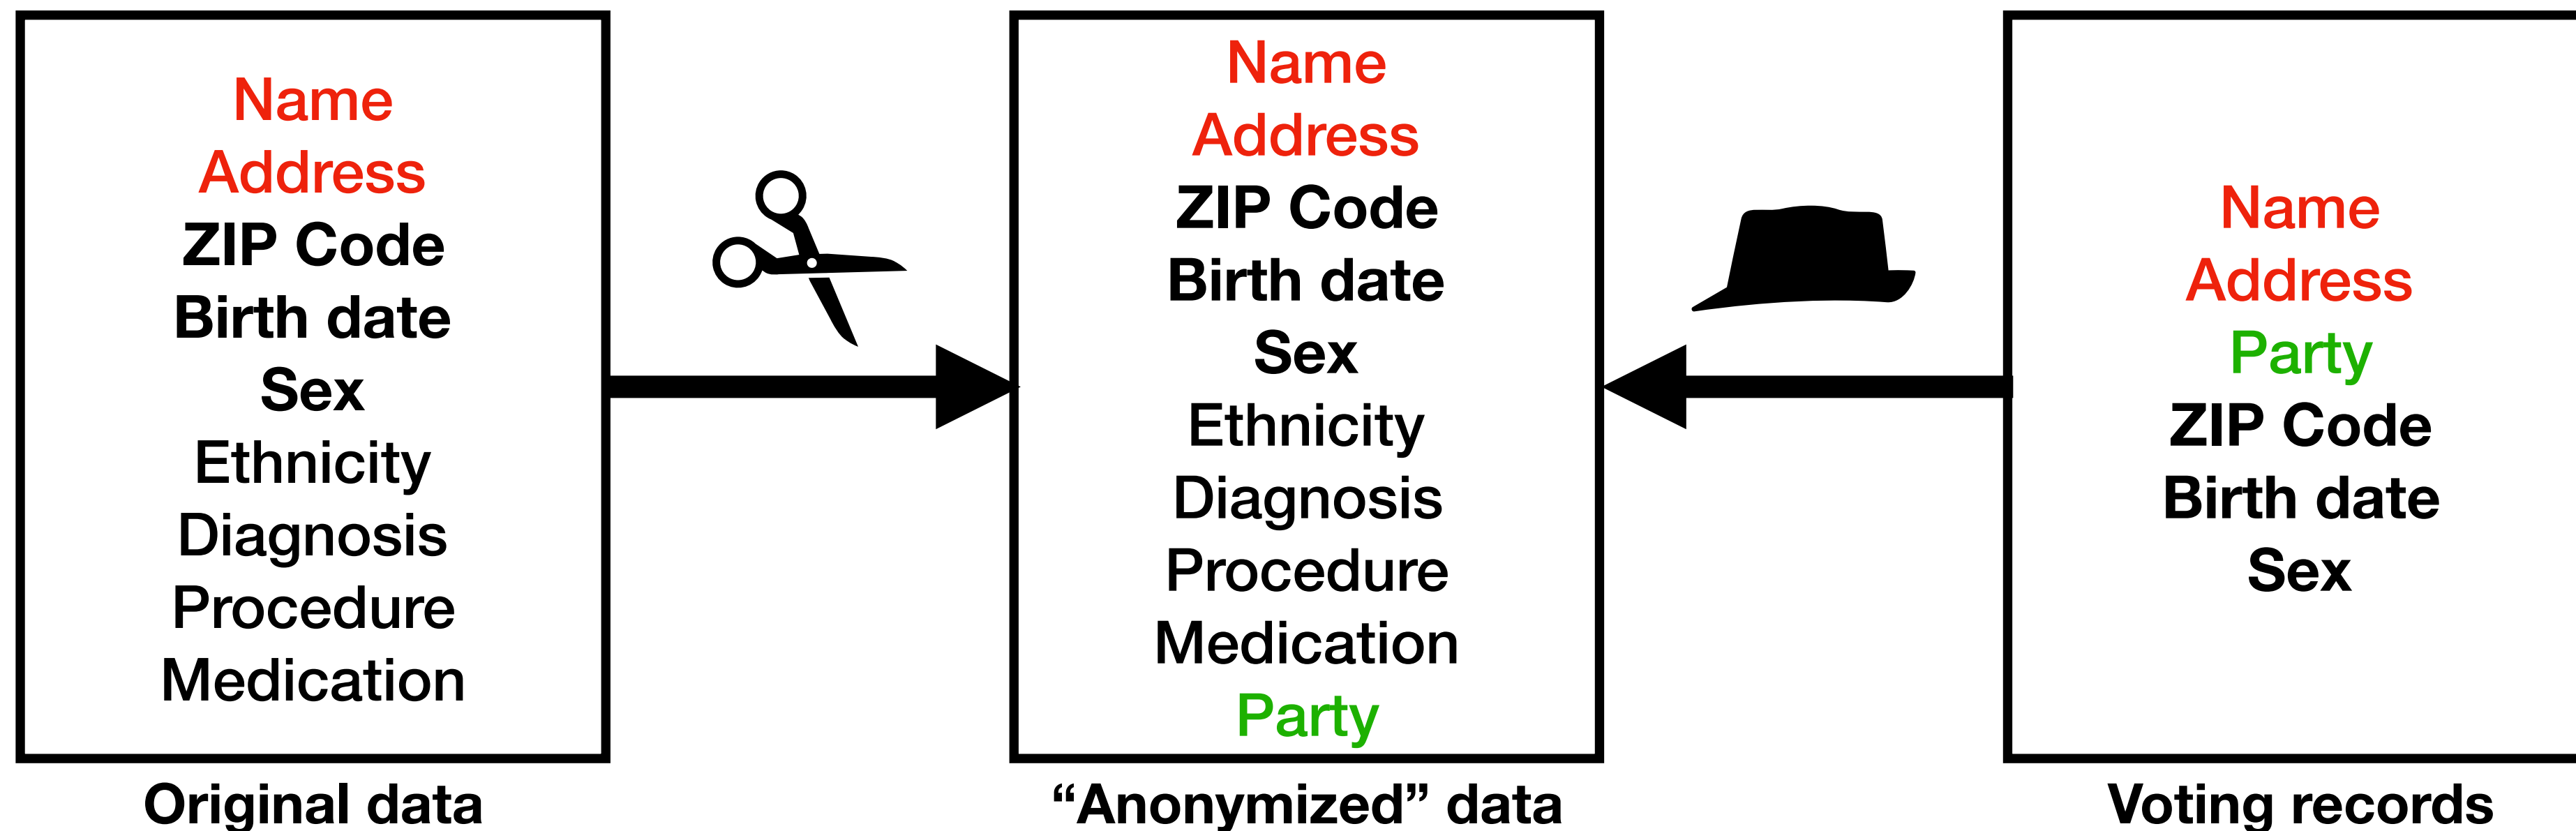 Name
Address
ZIP Code
Birth date
Sex
Ethnicity
Diagnosis
Procedure
Medication
Original data
Name
Address
ZIP Code
Birth date
Sex
Ethnicity
Diagnosis
Procedure
Medication
Party
“Anonymized” data
Name
Address
Party
ZIP Code
Birth date
Sex
Voting records